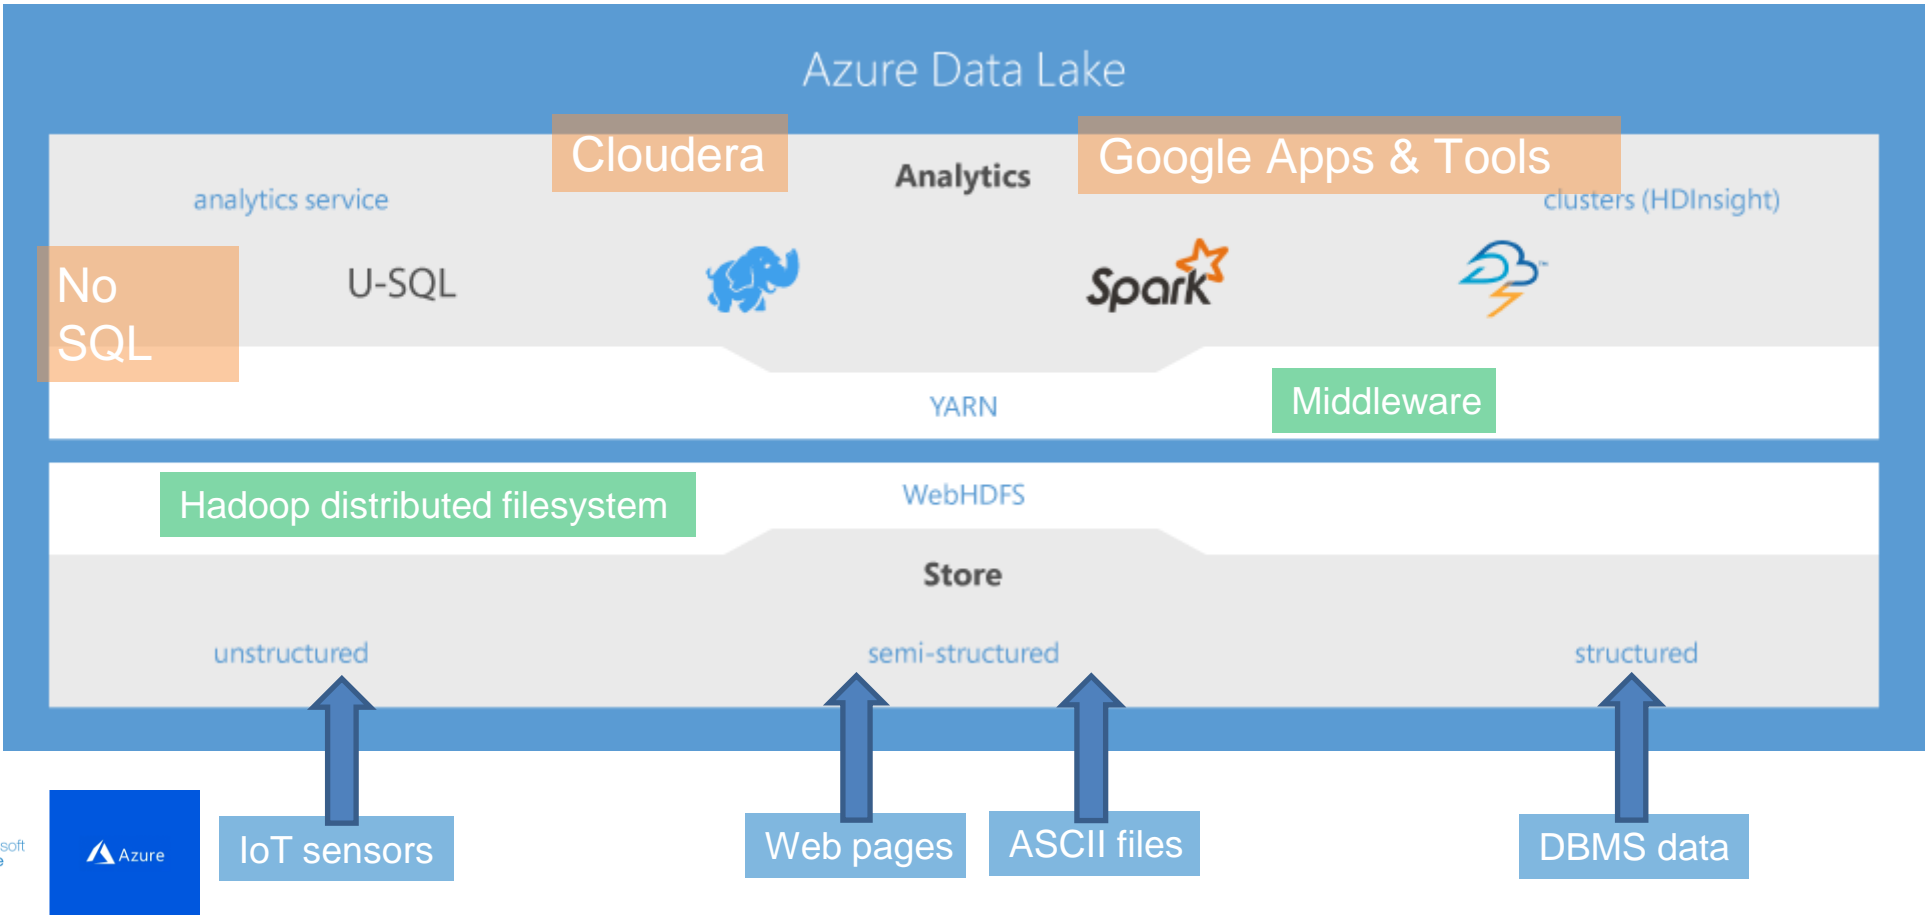 Azure Data Lake
Cloudera
Google Apps & Tools
Analytics
analytics service
clusters (HDInsight)
No
SQL
U-SQL
Spark
YARN
Middleware
Hadoop distributed filesystem
WebHDFS
Store
unstructured
semi-structured
structured
Azure
IoT sensors
Web pages
ASCII files
DBMS data